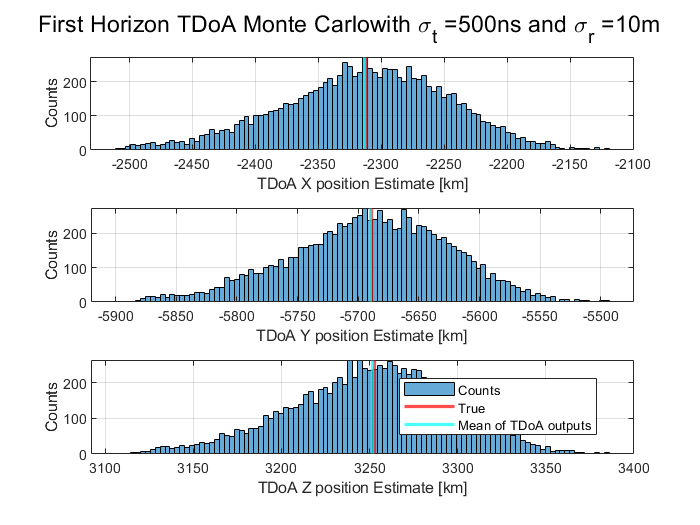 First Horizon TDoA Monte Carlowith σt =500ns and σr =10m
200
100
0
Counts
-2500 -2450 -2400 -2350 -2300 -2250 -2200 -2150 -2100
TDoA X position Estimate [km]
200
100
0
Counts
-5900 -5850 -5800 -5750 -5700 -5650 -5600 -5550 -5500
TDoA Y position Estimate [km]
200
100
0
Counts
Counts
True
Mean of TDoA outputs
3100 3150 3200 3250 3300 3350 3400
TDoA Z position Estimate [km]